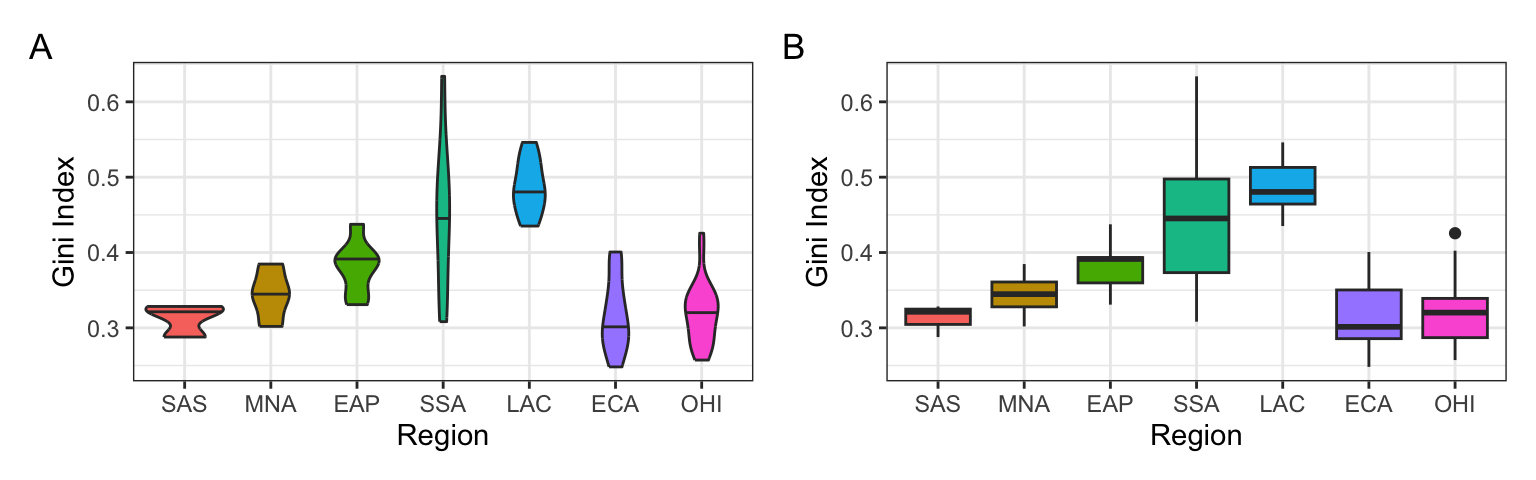 A
Gini Index
0.6
0.5
0.4
0.3
SAS MNA EAP SSA LAC ECA OHI
Region
B
Gini Index
0.6
0.5
0.4
0.3
SAS MNA EAP SSA LAC ECA OHI
Region